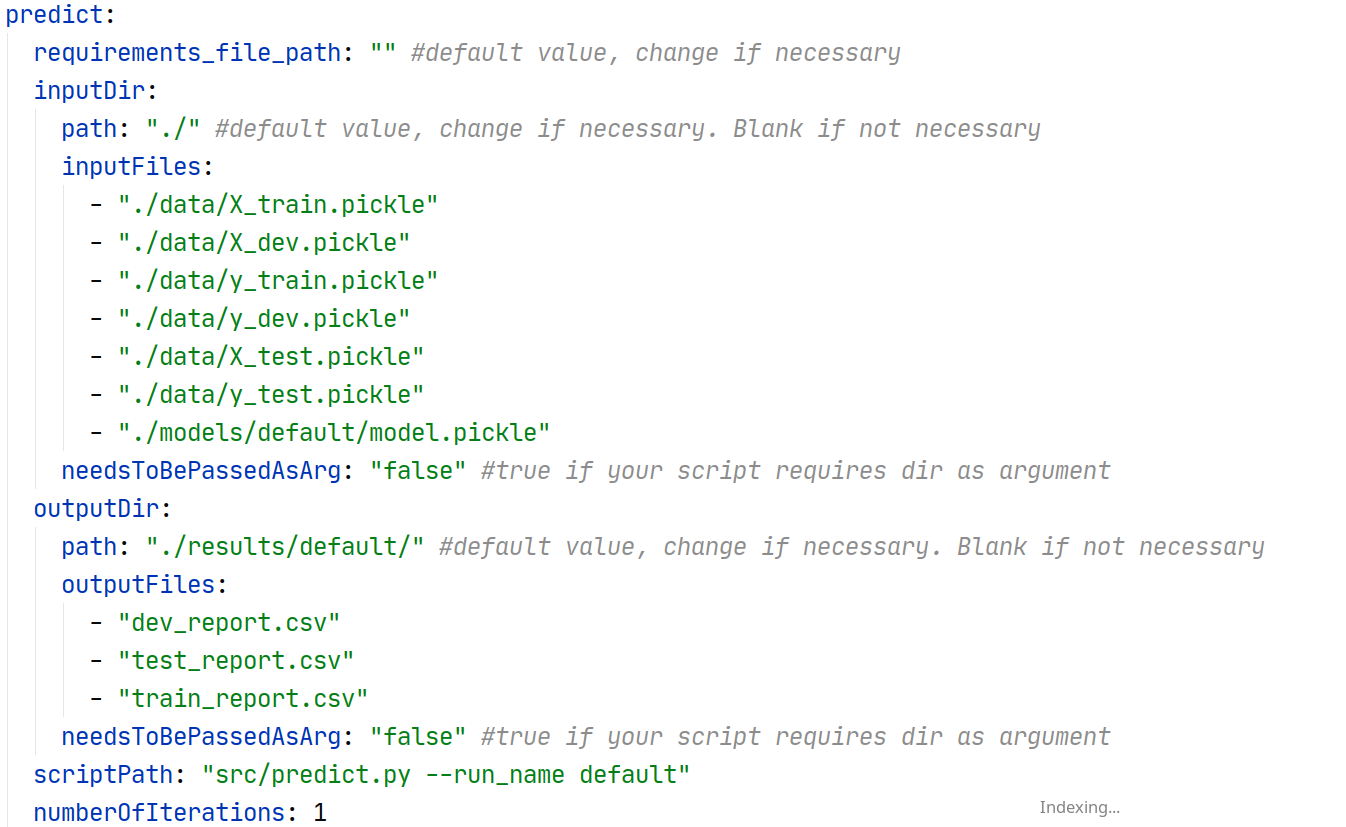 predict:
  requirements_file_path: "" #default value, change if necessary
  inputDir:
    path: "./" #default value, change if necessary. Blank if not necessary
    inputFiles:
      - "./data/X_train.pickle"
      - "./data/X_dev.pickle"
      - "./data/y_train.pickle"
      - "./data/y_dev.pickle"
      - "./data/X_test.pickle"
      - "./data/y_test.pickle"
      - "./models/default/model.pickle"
    needsToBePassedAsArg: "false" #true if your script requires dir as argument
  outputDir:
    path: "./results/default/" #default value, change if necessary. Blank if not necessary
    outputFiles:
      - "dev_report.csv"
      - "test_report.csv"
      - "train_report.csv"
    needsToBePassedAsArg: "false" #true if your script requires dir as argument
  scriptPath: "src/predict.py --run_name default"
  numberOfIterations: 1
Indexing...